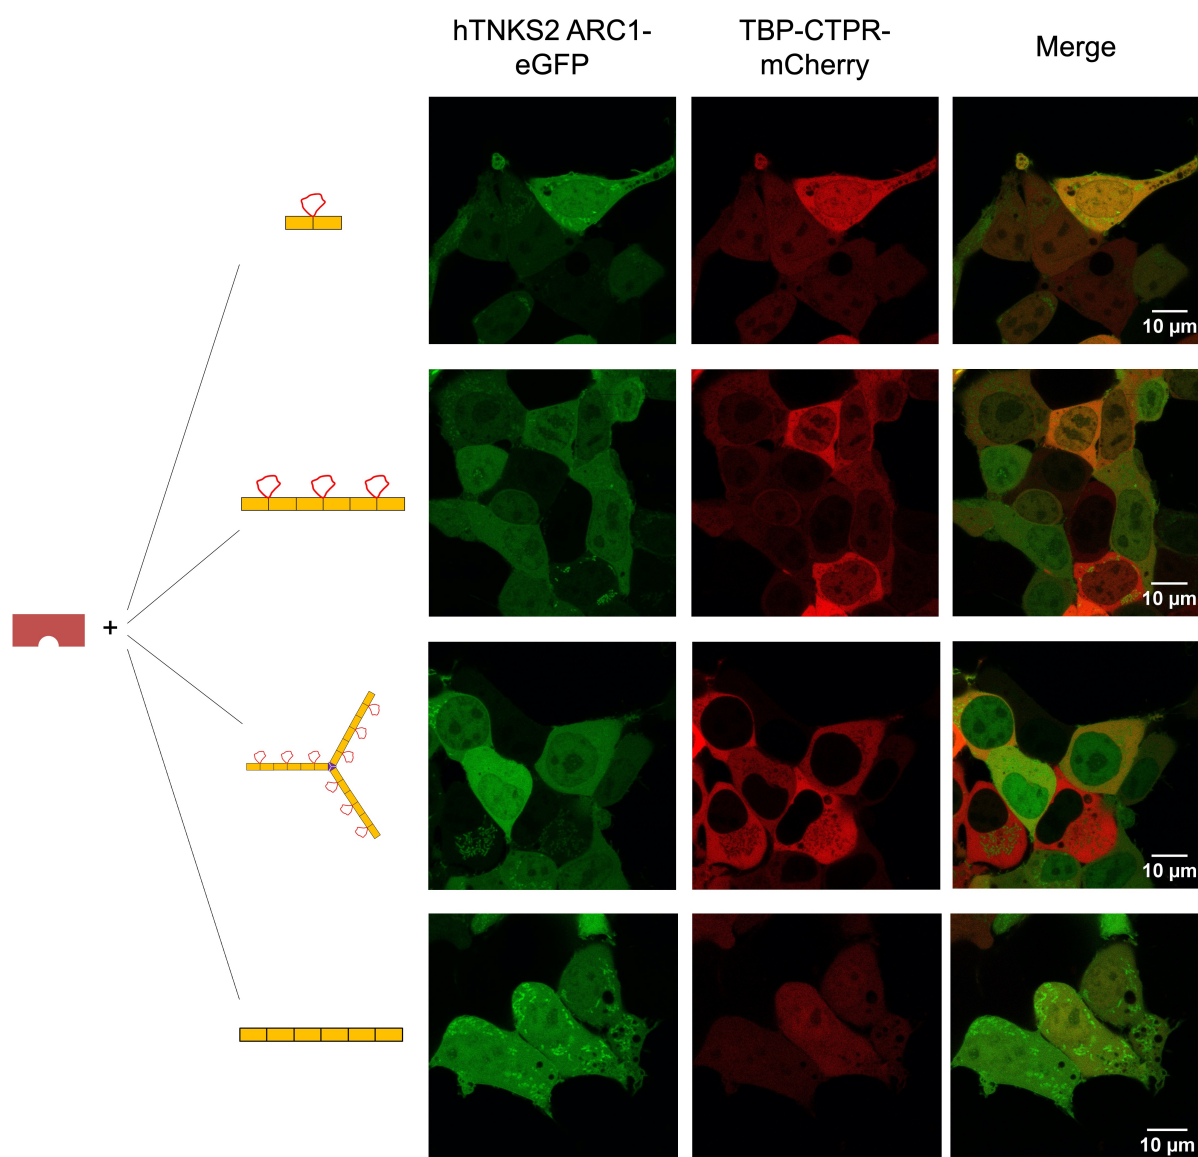 hTNKS2 ARC1-
eGFP
TBP-CTPR-
mCherry
Merge
10 µm
10 µm
+
10 µm
10 µm